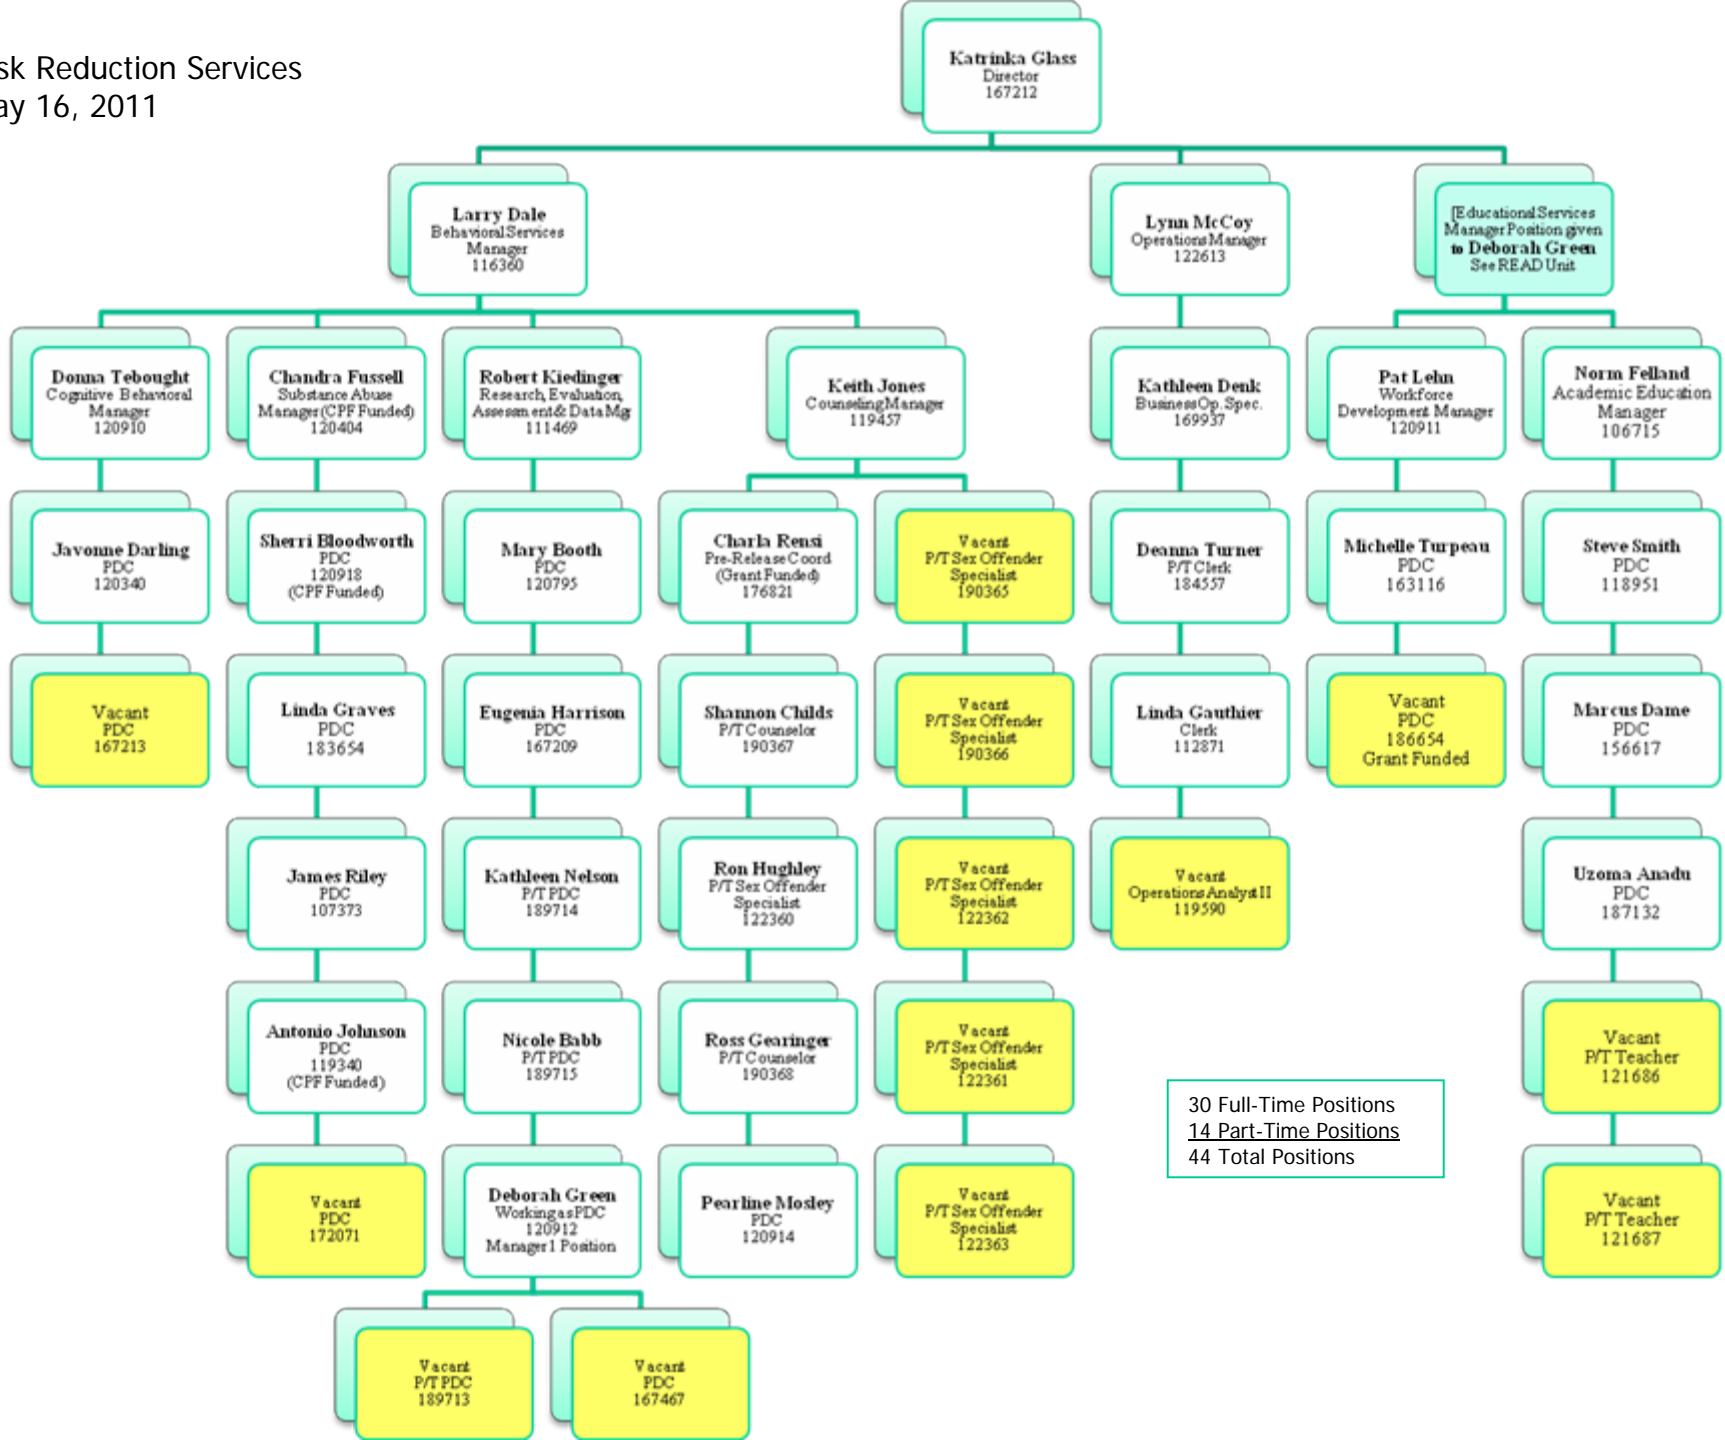 sk Reduction Services
ay 16, 2011
Katrinka Glass
Director
167212
Larry Dale
Behavioral Services
Manager
116360
Lynn McCoy
Operations Manager
122613
[Educational Services
Manager Position given
to Deborah Green
See READ Unit
Donna Tebought
Cognitive Behavioral
Manager
120910
Chandra Fussell
Substance Abuse
Manager (CPF Funded)
120404
Robert Kiedinger
Research, Evaluation,
Assessment & Data Mgr
111469
Keith Jones
Counseling Manager
119457
Kathleen Denk
Business Op. Spec.
169937
Pat Lehn
Workforce
Development Manager
120911
Norm Felland
Academic Education
Manager
106715
Javonne Darling
PDC
120340
Sherri Bloodworth
PDC
120918
(CPF Funded)
Mary Booth
PDC
120795
Charla Rensi
Pre-Release Coord
(Grant Funded)
176821
Vacant
P/T Sex Offender
Specialist
190365
Deanna Turner
P/T Clerk
184557
Michelle Turpeau
PDC
163116
Steve Smith
PDC
118951
Vacant
PDC
167213
Linda Graves
PDC
183654
Eugenia Harrison
PDC
167209
Shannon Childs
P/T Counselor
190367
Vacant
P/T Sex Offender
Specialist
190366
Linda Gauthier
Clerk
112871
Vacant
PDC
186654
Grant Funded
Marcus Dame
PDC
156617
James Riley
PDC
107373
Kathleen Nelson
P/T PDC
189714
Ron Hughley
P/T Sex Offender
Specialist
122360
Vacant
P/T Sex Offender
Specialist
122362
Vacant
Operations Analyst II
119590
Uzoma Anadu
PDC
187132
Antonio Johnson
PDC
119340
(CPF Funded)
Nicole Babb
P/T PDC
189715
Ross Gearinger
P/T Counselor
190368
Vacant
P/T Sex Offender
Specialist
122361
Vacant
P/T Teacher
121686
30 Full-Time Positions
14 Part-Time Positions
44 Total Positions
Vacant
PDC
172071
Deborah Green
Working as PDC
120912
Manager 1 Position
Pearline Mosley
PDC
120914
Vacant
P/T Sex Offender
Specialist
122363
Vacant
P/T Teacher
121687
Vacant
P/T PDC
189713
Vacant
PDC
167467